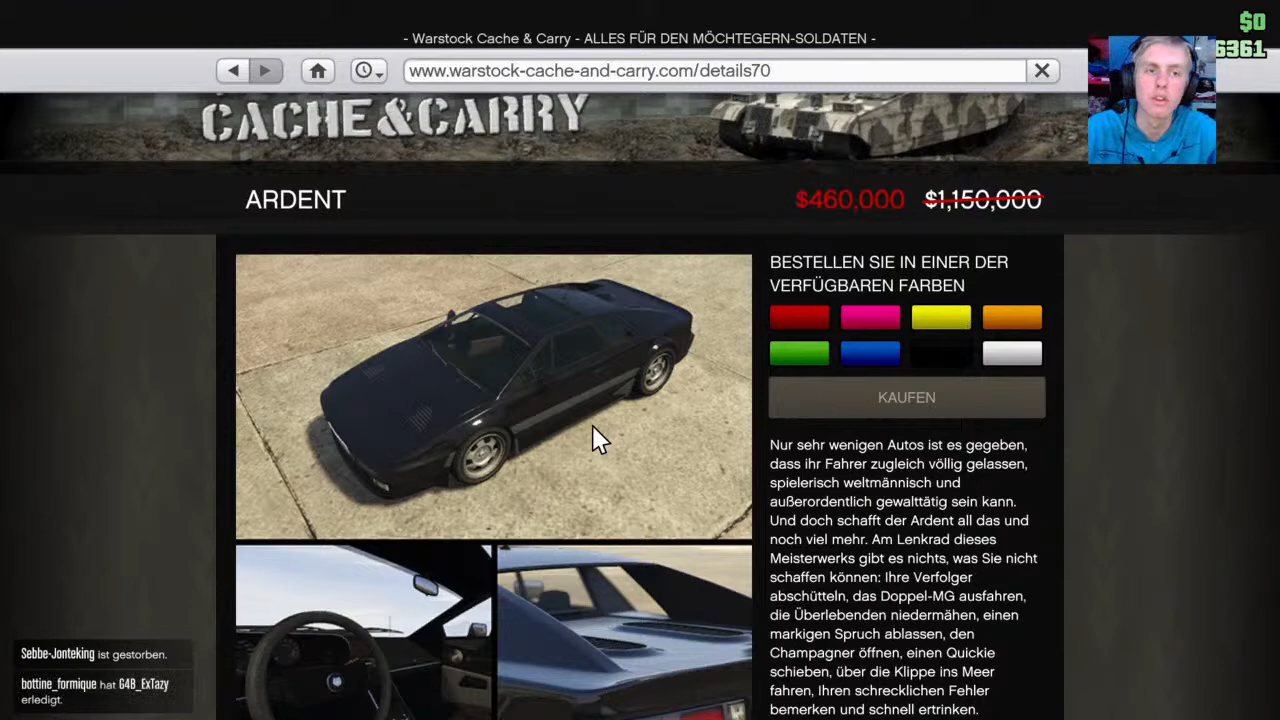 $0
- Warstock Cache & Carry - ALLES FÜR DEN MÖCHTEGERN-SOLDATEN -
6361
www.warstock-cache-and-carry.com/details70
CACHE&CARRY
ARDENT
$460,000 $1,150,000
BESTELLEN SIE IN EINER DER
VERFÜGBAREN FARBEN
KAUFEN
Nur sehr wenigen Autos ist es gegeben,
dass ihr Fahrer zugleich völlig gelassen,
spielerisch weltmännisch und
außerordentlich gewalttätig sein kann.
Und doch schafft der Ardent all das und
noch viel mehr. Am Lenkrad dieses
Meisterwerks gibt es nichts, was Sie nicht
schaffen können: Ihre Verfolger
abschütteln, das Doppel-MG ausfahren,
die Überlebenden niedermähen, einen
markigen Spruch ablassen, den
Champagner öffnen, einen Quickie
schieben, über die Klippe ins Meer
fahren, Ihren schrecklichen Fehler
bemerken und schnell ertrinken.
Sebbe-Jonteking ist gestorben.
bottine_formique hat G4B_ExTazy
erledigt.